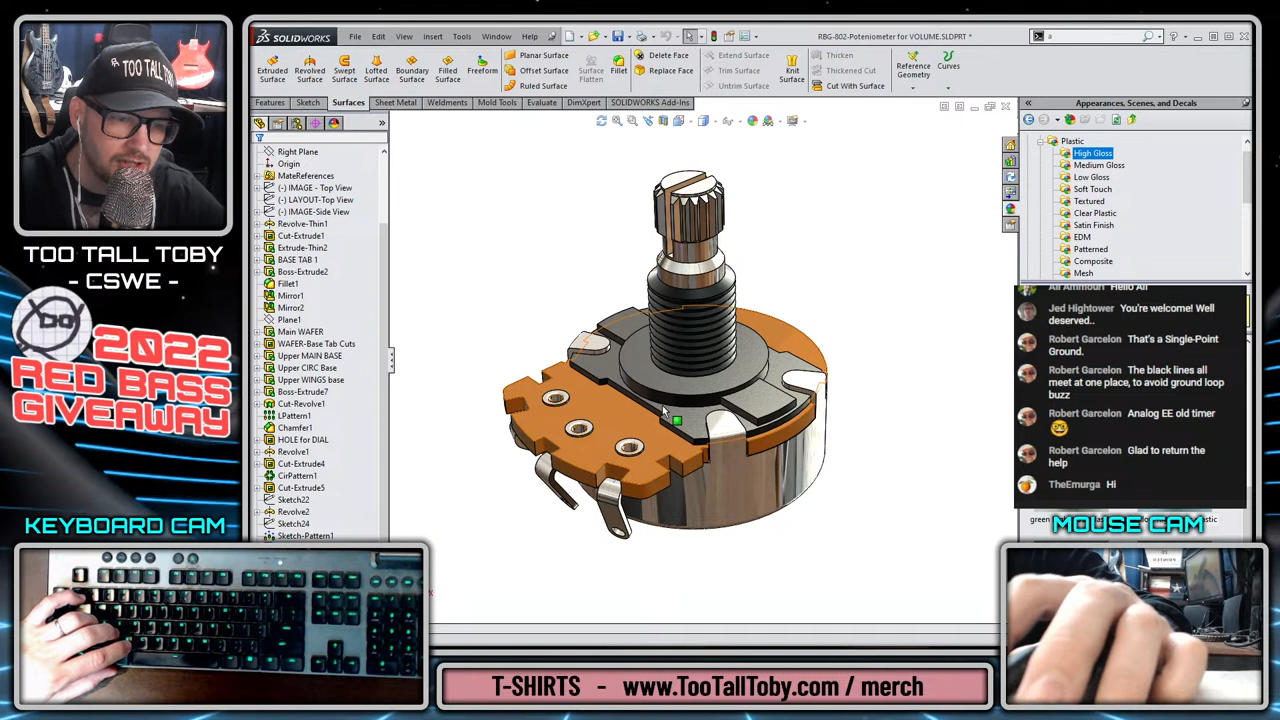 TOO TALL TOBY
TOO TALL TOBY
- CSWE -
2022
RED BASS
GIVEAWAY
KEYBOARD CAM
SOLIDWORKS
File
Edit
View
Insert
Tools
Window
Help
RBG-802-Poteniometer for VOLUME.SLDPRT *
a
Extruded
Surface
Revolved
Surface
Swept
Surface
Lofted
Surface
Boundary
Surface
Filled
Surface
Freeform
Planar Surface
Offset Surface
Ruled Surface
Surface
Flatten
Fillet
Delete Face
Replace Face
Extend Surface
Trim Surface
Untrim Surface
Knit
Surface
Thicken
Thickened Cut
Cut With Surface
Reference
Geometry
Curves
Features
Sketch
Surfaces
Sheet Metal
Weldments
Mold Tools
Evaluate
DimXpert
SOLIDWORKS Add-Ins
Right Plane
Origin
MateReferences
(-) IMAGE - Top View
(-) LAYOUT-Top View
(-) IMAGE-Side View
Revolve-Thin1
Cut-Extrude1
Extrude-Thin2
BASE TAB 1
Boss-Extrude2
Fillet1
Mirror1
Mirror2
Plane1
Main WAFER
WAFER-Base Tab Cuts
Upper MAIN BASE
Upper CIRC Base
Upper WINGS base
Boss-Extrude7
Cut-Revolve1
LPattern1
Chamfer1
HOLE for DIAL
Revolve1
Cut-Extrude4
CirPattern1
Cut-Extrude5
Sketch22
Revolve2
Sketch24
Sketch-Pattern1
Appearances, Scenes, and Decals
Plastic
High Gloss
Medium Gloss
Low Gloss
Soft Touch
Textured
Clear Plastic
Satin Finish
EDM
Patterned
Composite
Mesh
Ali Ammouri Hello All
Jed Hightower You're welcome! Well
deserved..
Robert Garcelon That's a Single-Point
Ground.
Robert Garcelon The black lines all
meet at one place, to avoid ground loop
buzz
Robert Garcelon Analog EE old timer
Robert Garcelon Glad to return the
help
TheEmurga Hi
MOUSE CAM
T-SHIRTS - www.TooTallToby.com / merch